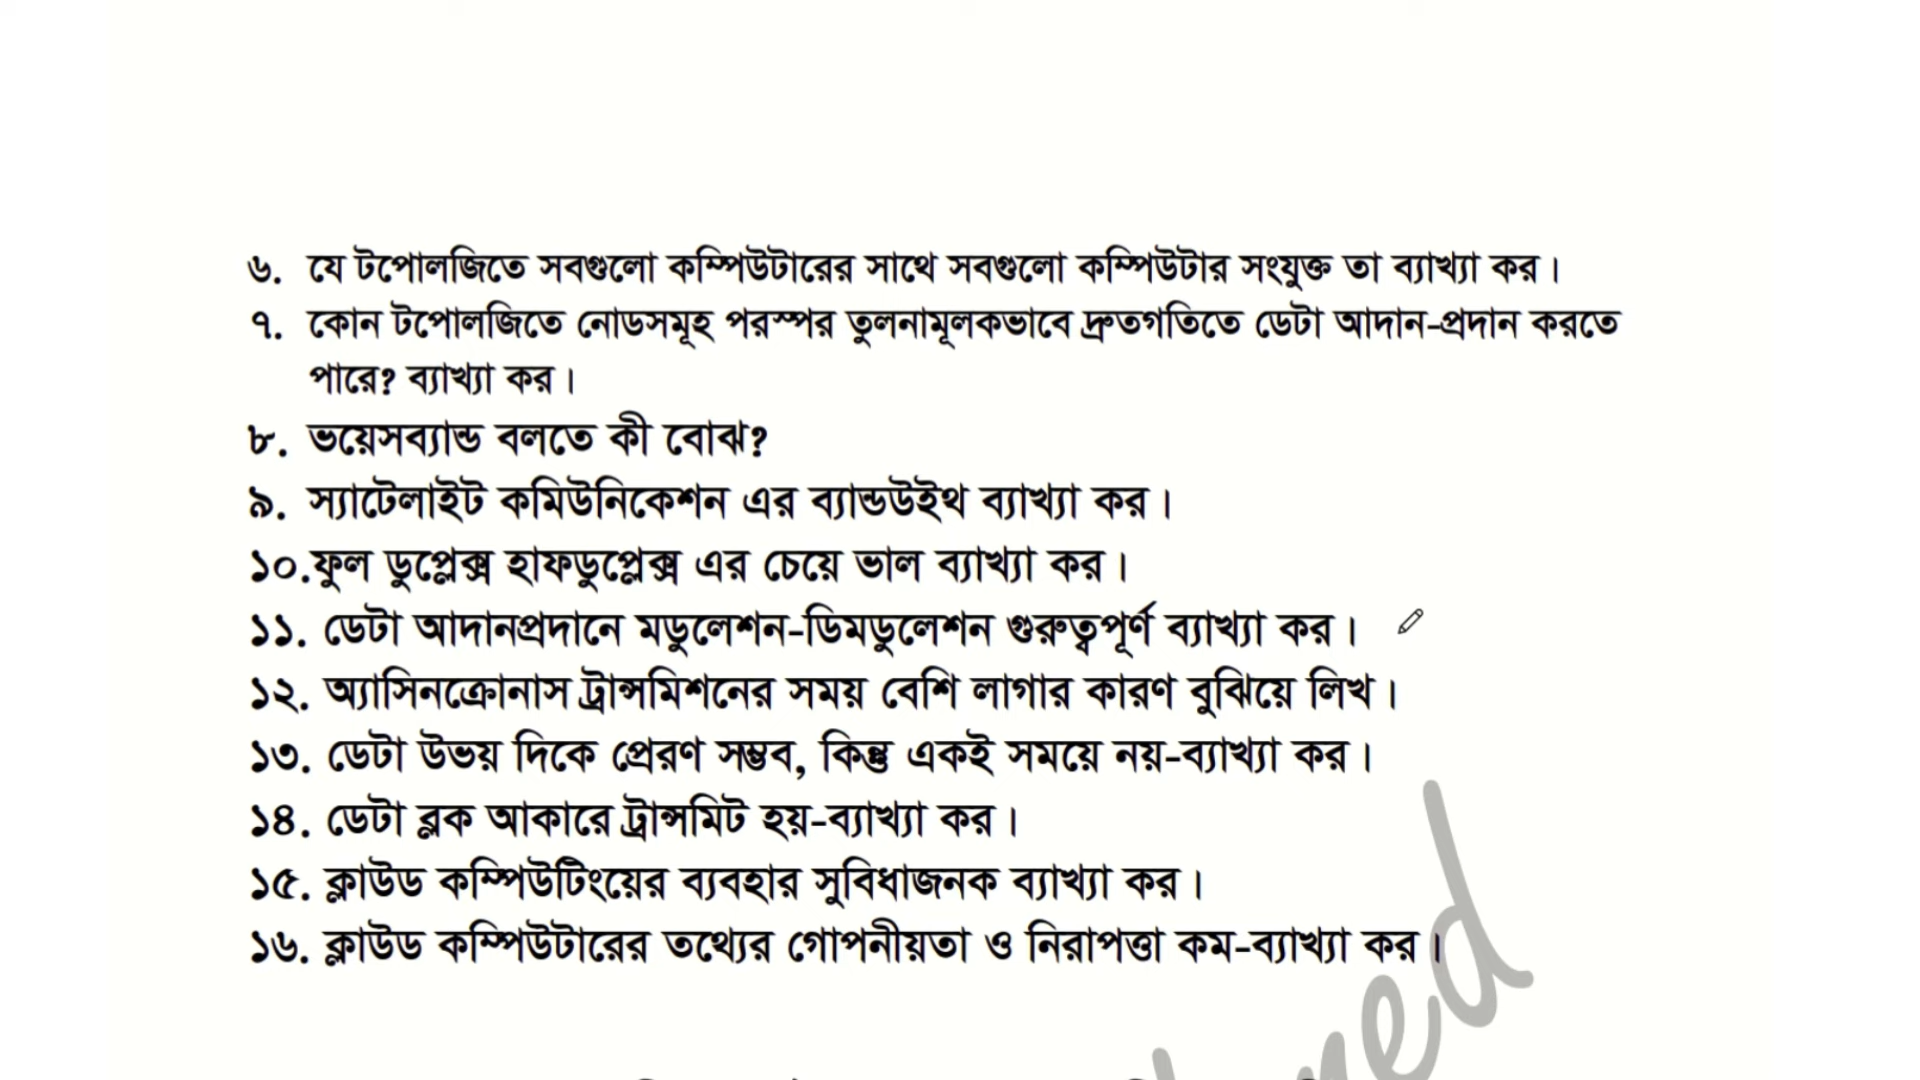 ৬. যে টপোলজিতে সবগুলো কম্পিউটারের সাথে সবগুলো কম্পিউটার সংযুক্ত তা ব্যাখ্যা কর।
৭. কোন টপোলজিতে নোডসমূহ পরস্পর তুলনামূলকভাবে দ্রুতগতিতে ডেটা আদান-প্রদান করতে
পারে? ব্যাখ্যা কর।
৮. ভয়েসব্যান্ড বলতে কী বোঝ?
৯. স্যাটেলাইট কমিউনিকেশন এর ব্যান্ডউইথ ব্যাখ্যা কর।
১০.ফুল ডুপ্লেক্স হাফডুপ্লেক্স এর চেয়ে ভাল ব্যাখ্যা কর।
১১. ডেটা আদানপ্রদানে মডুলেশন-ডিমডুলেশন গুরুত্বপূর্ণ ব্যাখ্যা কর।
১২. অ্যাসিনক্রোনাস ট্রান্সমিশনের সময় বেশি লাগার কারণ বুঝিয়ে লিখ।
১৩. ডেটা উভয় দিকে প্রেরণ সম্ভব, কিন্তু একই সময়ে নয়-ব্যাখ্যা কর।
১৪. ডেটা ব্লক আকারে ট্রান্সমিট হয়-ব্যাখ্যা কর।
১৫. ক্লাউড কম্পিউটিংয়ের ব্যবহার সুবিধাজনক ব্যাখ্যা কর।
১৬. ক্লাউড কম্পিউটারের তথ্যের গোপনীয়তা ও নিরাপত্তা কম-ব্যাখ্যা কর।